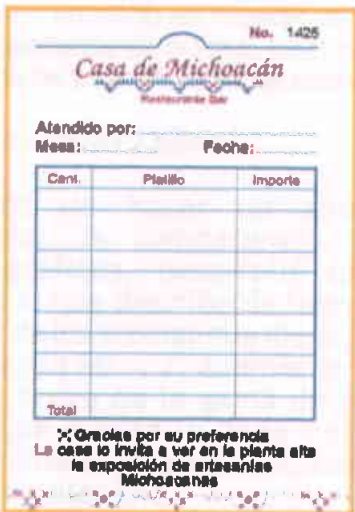 No. 1425
Casa de Michoacán
Restaurante Bar
Atendido por:
Mesa: Fecha:
Cant. Platillo Importe
Total
Gracias por su preferencia
La casa lo invita a ver en la planta alta
la exposición de artesanías
Michoacanas